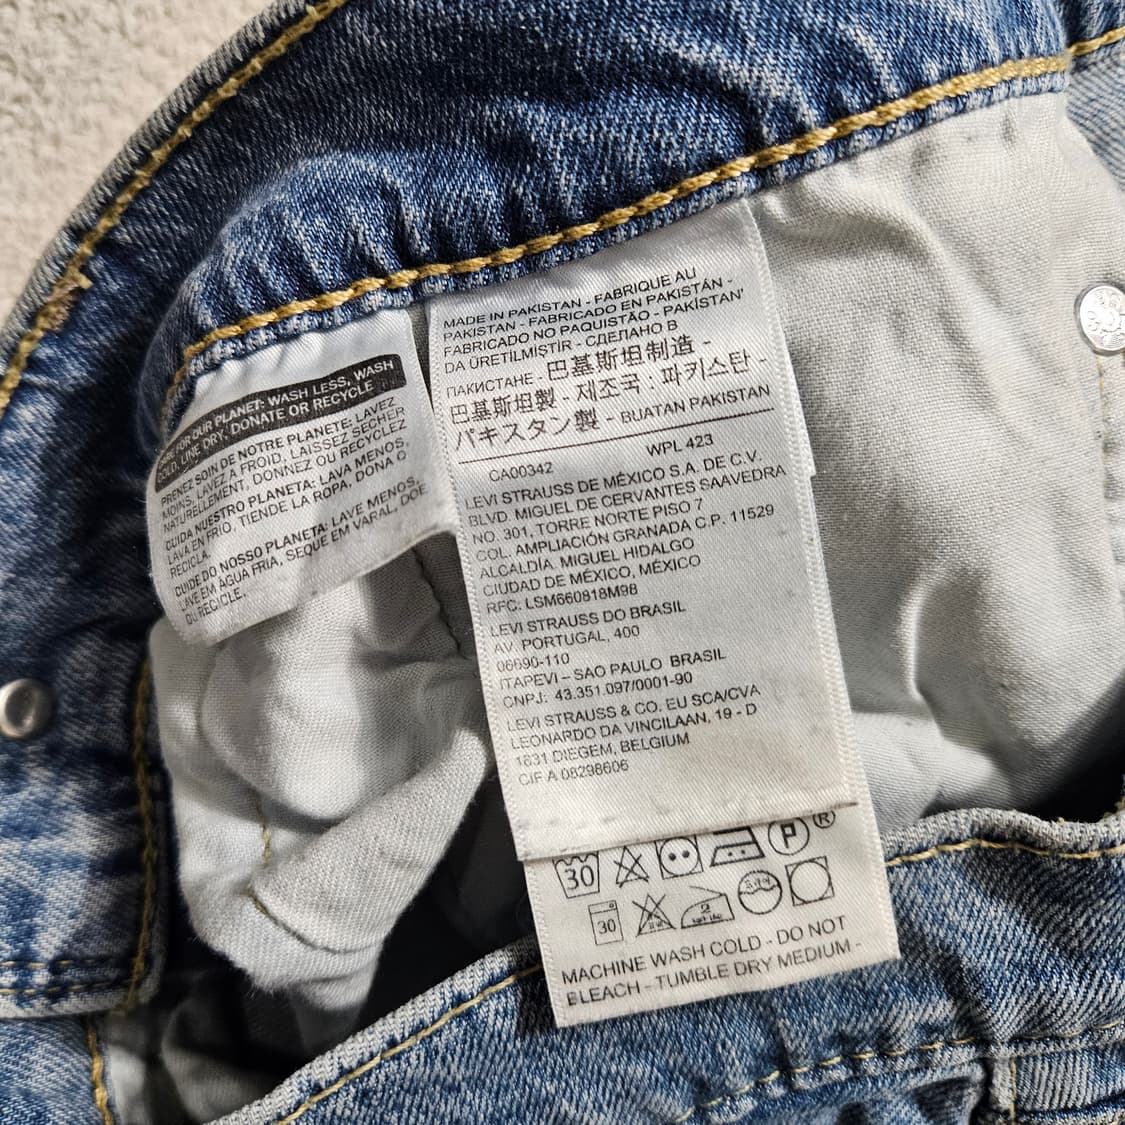 FOR OUR PLANET: WASH LESS, WASH
COLD, LINE DRY, DONATE OR RECYCLE
PRENEZ SOIN DE NOTRE PLANETE: LAVEZ
MOINS, LAVEZ A FROID, LAISSEZ SECHER
NATURELLEMENT, DONNEZ OU RECYCLEZ
CUIDA NUESTRO PLANETA: LAVA MENOS,
LAVA EN FRIO, TIENDE LA ROPA, DONA O
RECICLA.
CUIDE DO NOSSO PLANETA: LAVE MENOS,
LAVE EM ÁGUA FRIA, SEQUE EM VARAL, DOE
OU RECICLE.
MADE IN PAKISTAN - FABRIQUE AU
PAKISTAN - FABRICADO EN PAKISTÁN -
FABRICADO NO PAQUISTÃO - PAKİSTAN'
DA ÜRETİLMİŞTİR - СДЕЛАНО В
ПАКИСТАНЕ - 巴基斯坦制造 -
巴基斯坦製 - 제조국 : 파키스탄 -
パキスタン製 - BUATAN PAKISTAN
CA00342 WPL 423
LEVI STRAUSS DE MÉXICO S.A. DE C.V.
BLVD. MIGUEL DE CERVANTES SAAVEDRA
NO. 301, TORRE NORTE PISO 7
COL. AMPLIACIÓN GRANADA C.P. 11529
ALCALDÍA. MIGUEL HIDALGO
CIUDAD DE MÉXICO, MÉXICO
RFC: LSM660818M98
LEVI STRAUSS DO BRASIL
AV. PORTUGAL, 400
06690-110
ITAPEVI – SAO PAULO BRASIL
CNPJ: 43.351.097/0001-90
LEVI STRAUSS & CO. EU SCA/CVA
LEONARDO DA VINCILAAN, 19 - D
1831 DIEGEM, BELGIUM
CIF A 08298606
30 P ®
30 2
MACHINE WASH COLD - DO NOT
BLEACH - TUMBLE DRY MEDIUM -